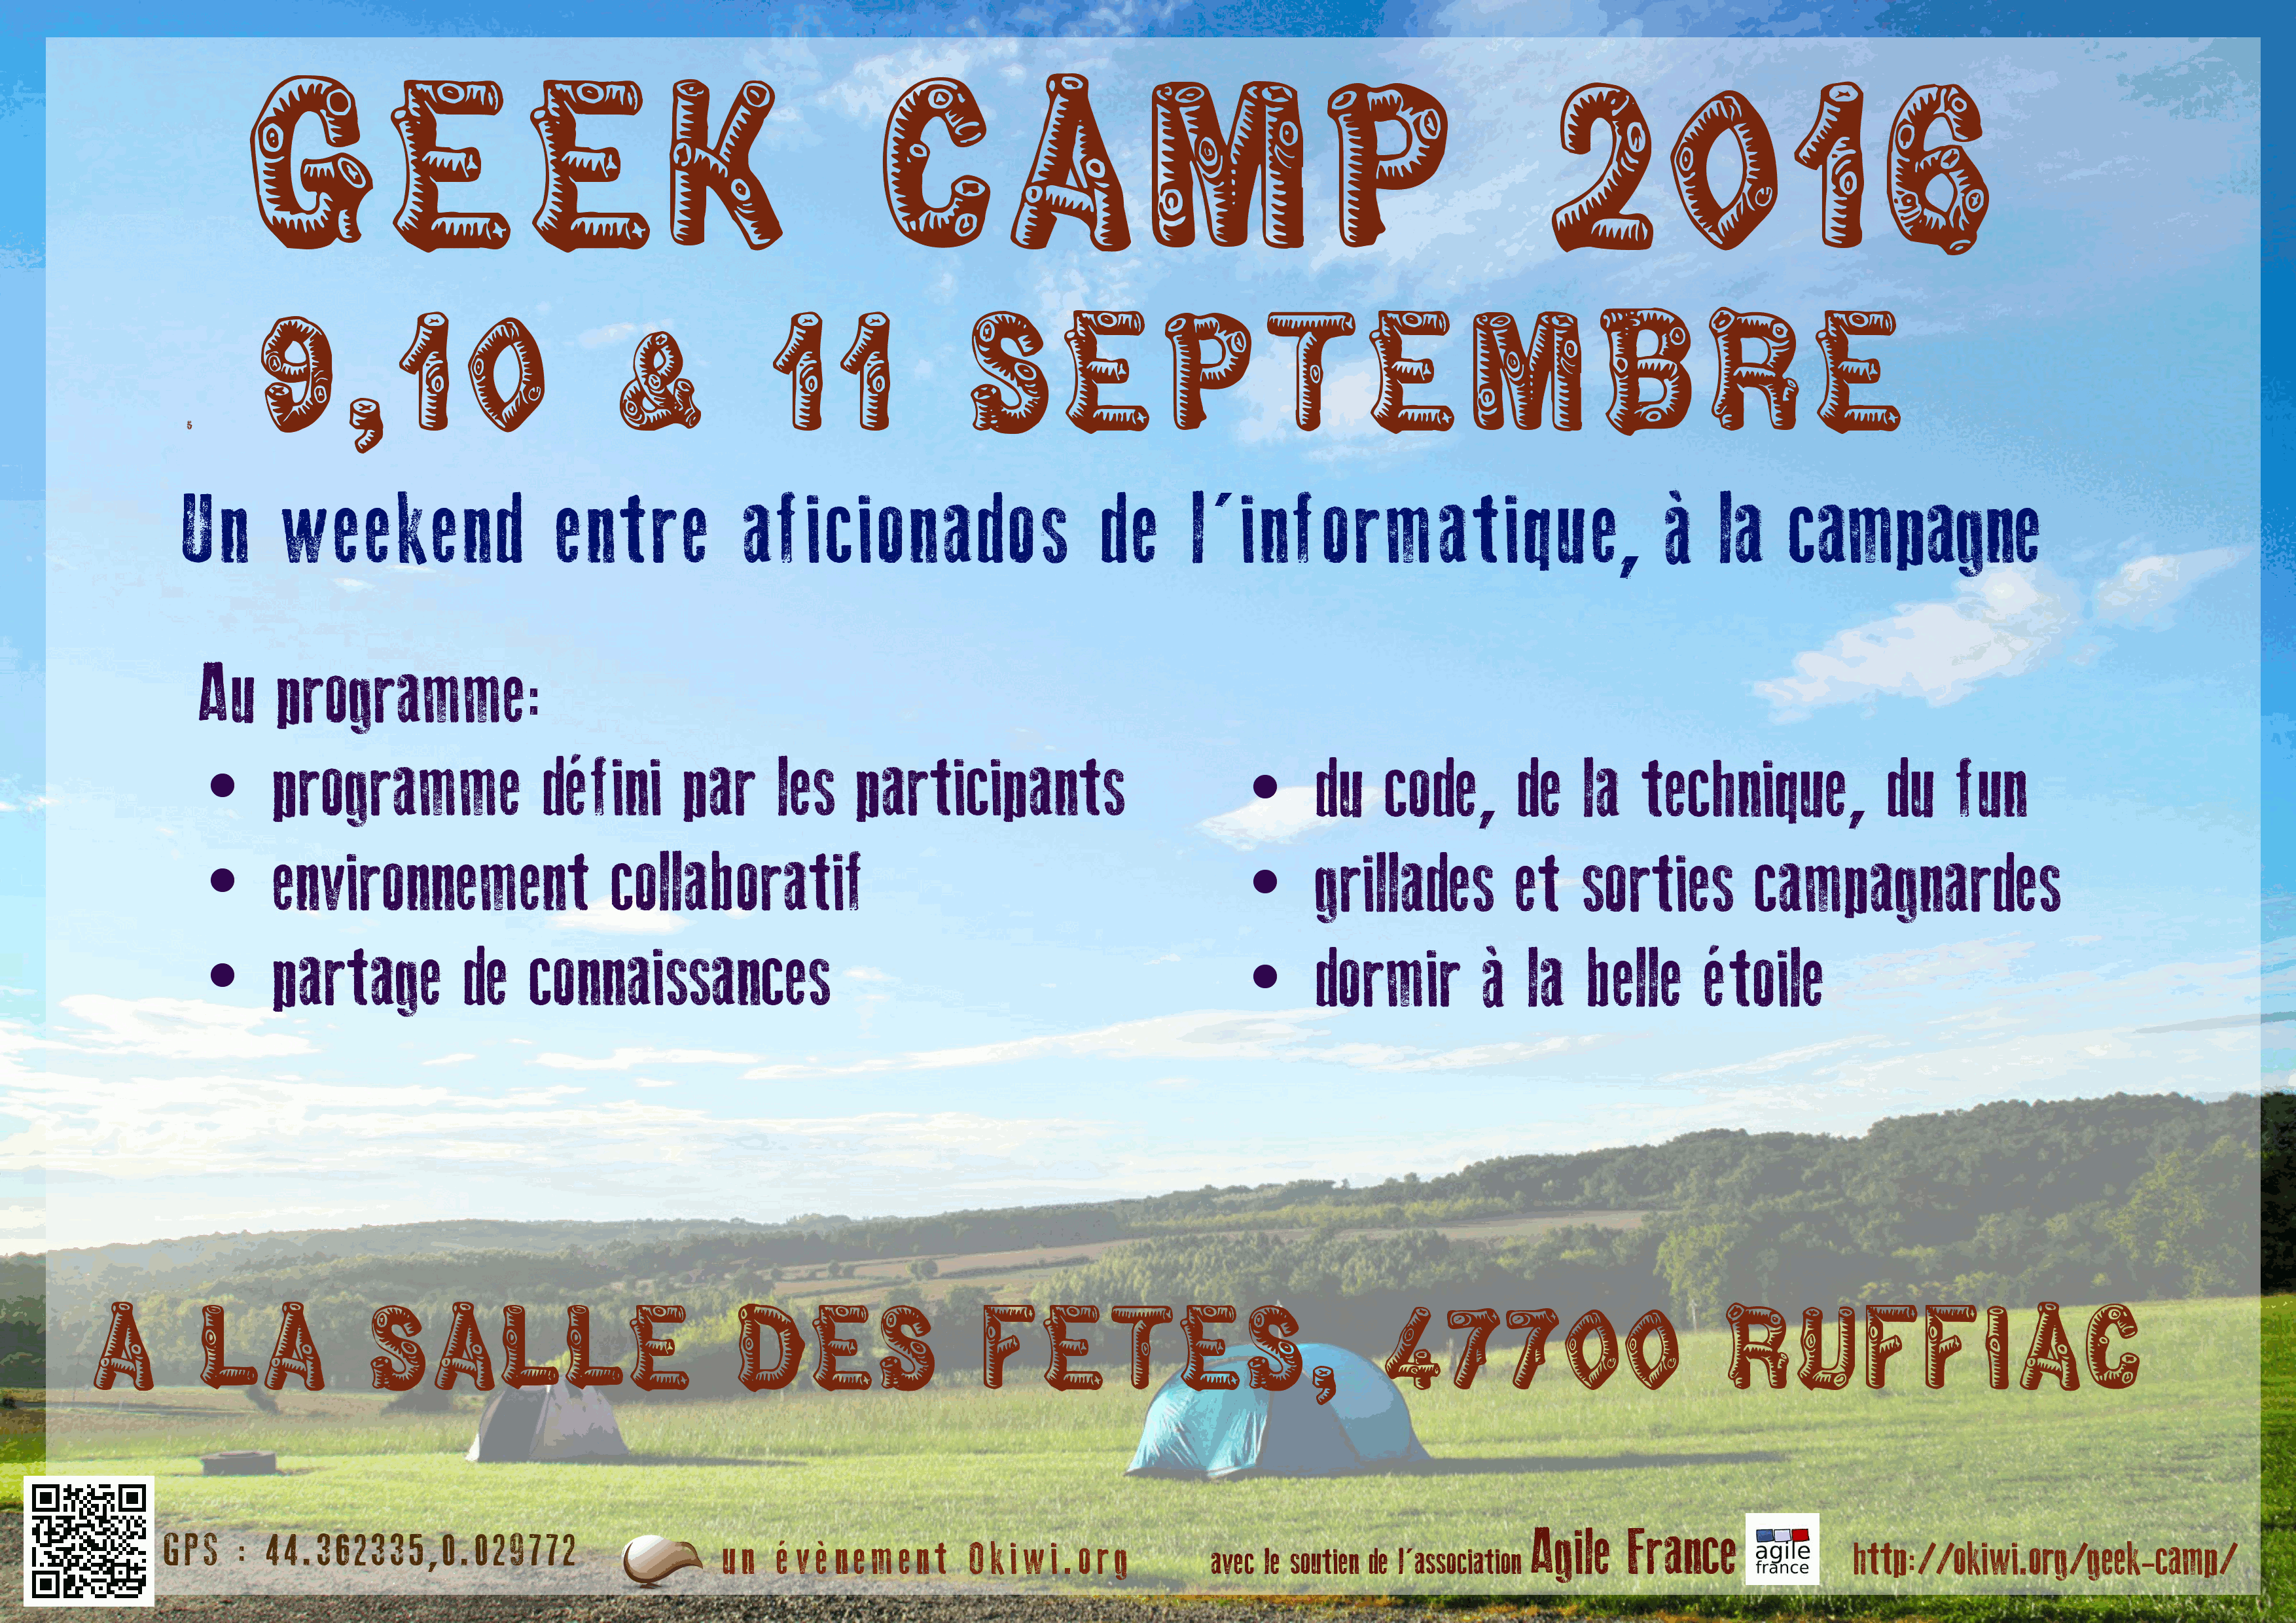 GEEK CAMP 2016
9,10 & 11 SEPTEMBRE
5
Un weekend entre aficionados de l'informatique, à la campagne
Au programme:
• programme défini par les participants
• environnement collaboratif
• partage de connaissances
• du code, de la technique, du fun
• grillades et sorties campagnardes
• dormir à la belle étoile
A LA SALLE DES FETES, 47700 RUFFIAC
GPS : 44.362335,0.029772
un évènement Okiwi.org
avec le soutien de l'association Agile France
agile
france
http://okiwi.org/geek-camp/